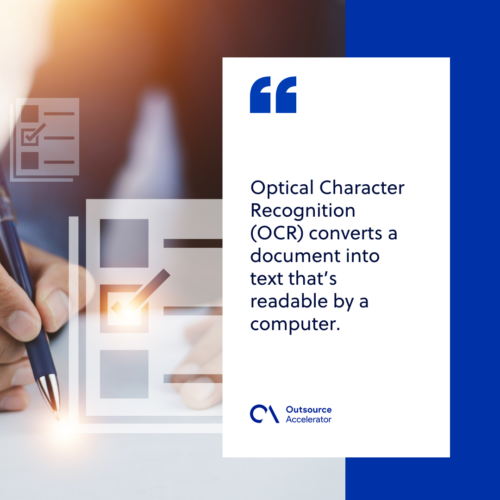 Optical Character
Recognition
(OCR) converts a
document into
text that’s
readable by a
computer.
Outsource
Accelerator